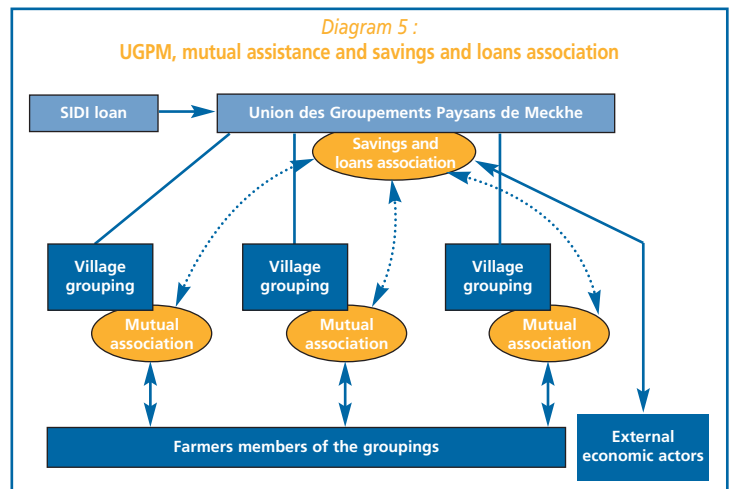 Diagram 5 :
UGPM, mutual assistance and savings and loans association
SIDI loan
Union des Groupements Paysans de Meckhe
Savings and
loans association
Village
grouping
Village
grouping
Village
grouping
Mutual
association
Mutual
association
Mutual
association
Farmers members of the groupings
External
economic actors